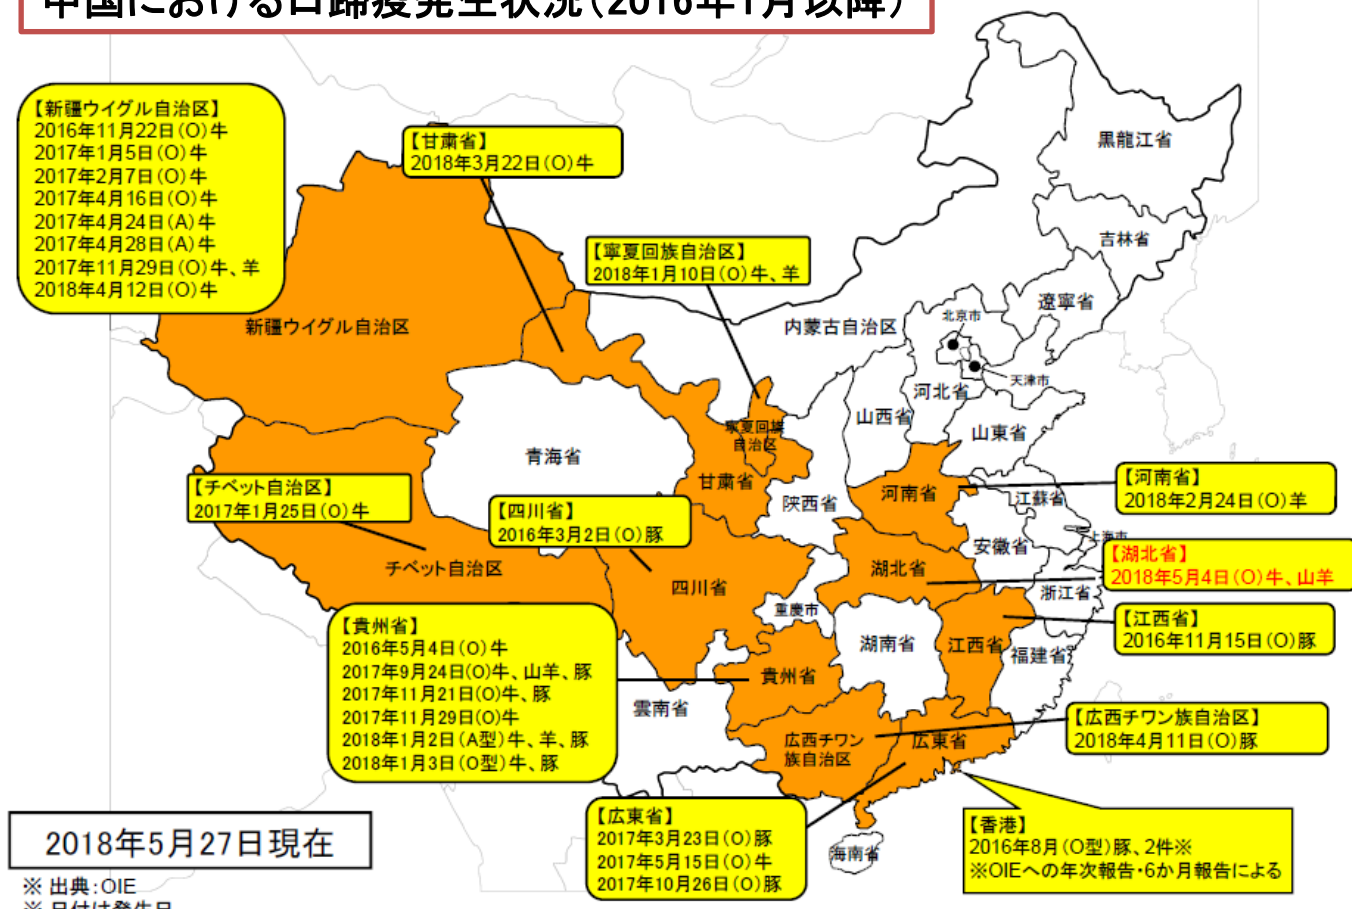 中国における口蹄疫発生状況(2016年1月以降)
【新疆ウイグル自治区】
2016年11月22日(O)牛
2017年1月5日(O)牛
2017年2月7日(O)牛
2017年4月16日(O)牛
2017年4月24日(A)牛
2017年4月28日(A)牛
2017年11月29日(O)牛、羊
2018年4月12日(O)牛
【甘粛省】
2018年3月22日(O)牛
【寧夏回族自治区】
2018年1月10日(O)牛、羊
黒龍江省
吉林省
遼寧省
北京市
天津市
内蒙古自治区
新疆ウイグル自治区
河北省
山西省
山東省
寧夏回族
自治区
青海省
甘粛省
陝西省
河南省
江蘇省
上海市
安徽省
【河南省】
2018年2月24日(O)羊
【チベット自治区】
2017年1月25日(O)牛
【四川省】
2016年3月2日(O)豚
チベット自治区
四川省
湖北省
【湖北省】
2018年5月4日(O)牛、山羊
浙江省
重慶市
湖南省
江西省
福建省
【江西省】
2016年11月15日(O)豚
【貴州省】
2016年5月4日(O)牛
2017年9月24日(O)牛、山羊、豚
2017年11月21日(O)牛、豚
2017年11月29日(O)牛
2018年1月2日(A型)牛、羊、豚
2018年1月3日(O型)牛、豚
貴州省
雲南省
広西チワン
族自治区
広東省
【広西チワン族自治区】
2018年4月11日(O)豚
【広東省】
2017年3月23日(O)豚
2017年5月15日(O)牛
2017年10月26日(O)豚
海南省
【香港】
2016年8月(O型)豚、2件※
※OIEへの年次報告・6か月報告による
2018年5月27日現在
※ 出典:OIE
※ 日付は発生日